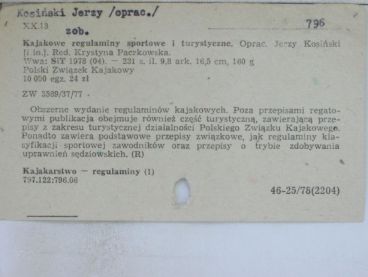 Kosiński Jerzy /oprac./
XX.13 796
zob.
Kajakowe regulaminy sportowe i turystyczne. Oprac. Jerzy Kosiński
[i in.]. Red. Krystyna Paczkowska.
Wwa: SiT 1978 (04). — 231 s. il. 9,8 ark. 16,5 cm, 160 g
Polski Związek Kajakowy
10 000 egz. 24 zł
ZW 3589/37/77
Obszerne wydanie regulaminów kajakowych. Poza przepisami regato-
wymi publikacja obejmuje również część turystyczną, zawierającą prze-
pisy z zakresu turystycznej działalności Polskiego Związku Kajakowego.
Ponadto zawiera podstawowe przepisy związkowe, jak regulaminy kla-
syfikacji sportowej zawodników oraz przepisy o trybie zdobywania
uprawnień sędziowskich. (R)
Kajakarstwo — regulaminy (1)
797.122:796.06
46-25/78(2204)